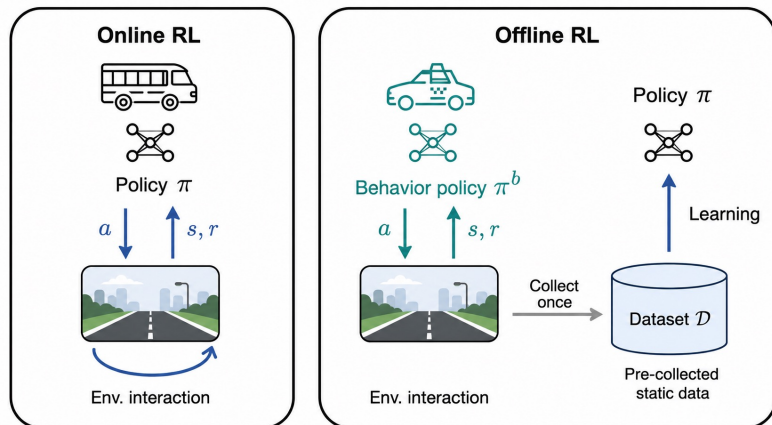 Online RL
Policy π
a
s, r
Env. interaction
Offline RL
Behavior policy π^b
a
s, r
Env. interaction
Collect
once
Policy π
Learning
Dataset 𝒟
Pre-collected
static data